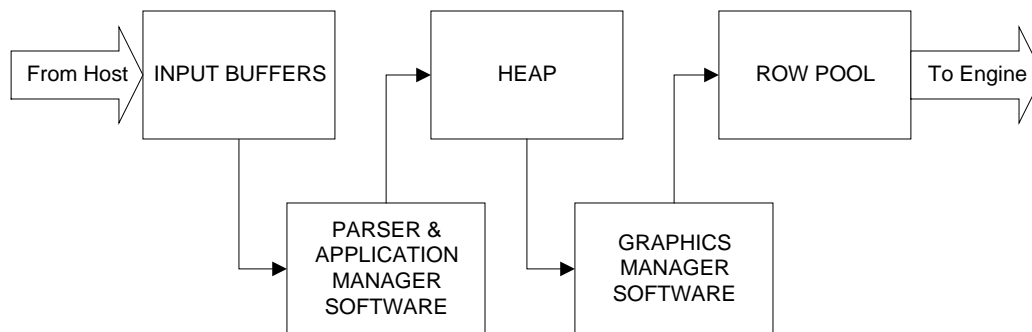 From Host
INPUT BUFFERS
HEAP
ROW POOL
To Engine
PARSER &
APPLICATION
MANAGER
SOFTWARE
GRAPHICS
MANAGER
SOFTWARE